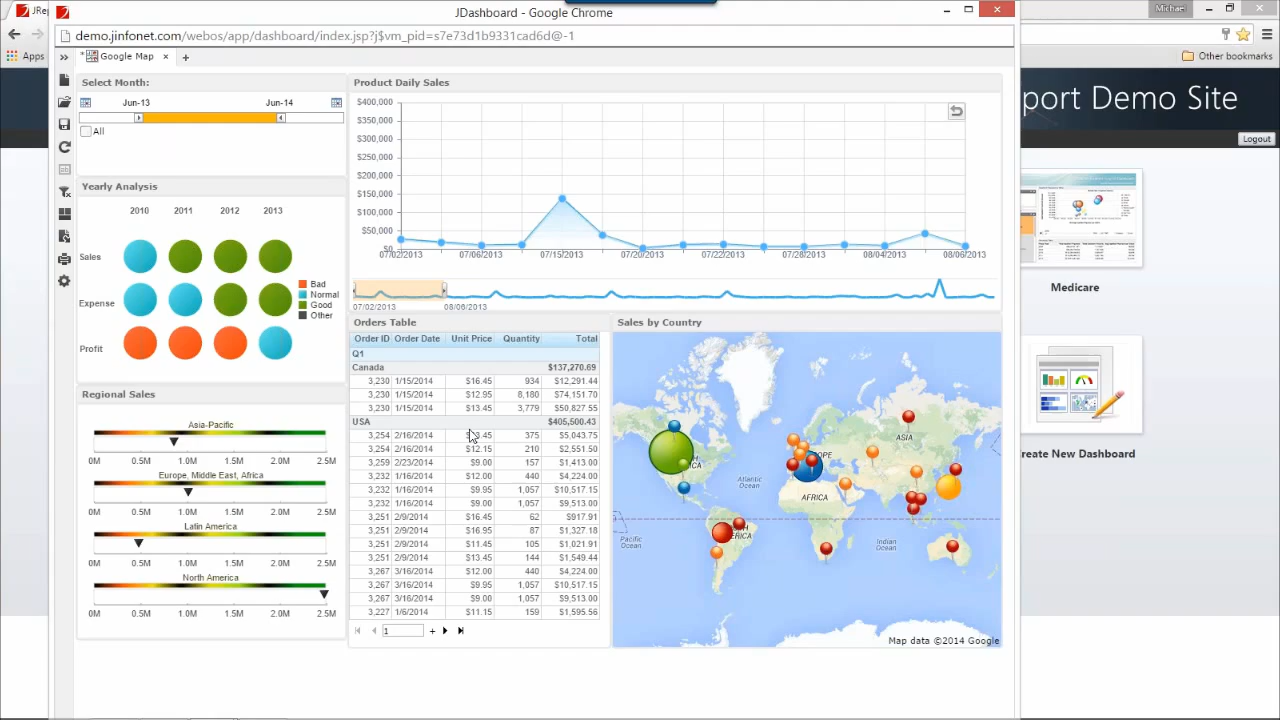 JDashboard - Google Chrome
Michael
demo.jinfonet.com/webos/app/dashboard/index.jsp?j$vm_pid=s7e73d1b9331cad6d@-1
Apps
Other bookmarks
* Google Map × +
port Demo Site
Logout
Select Month:
Jun-13 Jun-14
All
Yearly Analysis
2010 2011 2012 2013
Sales
Expense
Profit
Bad
Normal
Good
Other
Regional Sales
Asia-Pacific
0M 0.5M 1.0M 1.5M 2.0M 2.5M
Europe, Middle East, Africa
0M 0.5M 1.0M 1.5M 2.0M 2.5M
Latin America
0M 0.5M 1.0M 1.5M 2.0M 2.5M
North America
0M 0.5M 1.0M 1.5M 2.0M 2.5M
Product Daily Sales
$400,000
$350,000
$300,000
$250,000
$200,000
$150,000
$100,000
$50,000
$0
07/06/2013 07/15/2013 07/22/2013 07/28/2013 08/04/2013 08/06/2013
07/02/2013 08/06/2013
Orders Table
Order ID Order Date Unit Price Quantity Total
Q1
Canada $137,270.69
3,230 1/15/2014 $16.45 934 $12,291.44
3,230 1/15/2014 $12.95 8,180 $74,151.70
3,230 1/15/2014 $13.45 3,779 $50,827.55
USA $405,500.43
3,254 2/16/2014 375 $5,043.75
3,254 2/16/2014 $12.15 210 $2,551.50
3,259 2/23/2014 $9.00 157 $1,413.00
3,232 1/16/2014 $12.00 440 $4,224.00
3,232 1/16/2014 $9.95 1,057 $10,517.15
3,232 1/16/2014 $9.00 1,057 $9,513.00
3,251 2/9/2014 $16.45 62 $917.91
3,251 2/9/2014 $16.95 87 $1,327.18
3,251 2/9/2014 $11.45 105 $1,021.91
3,251 2/9/2014 $13.45 144 $1,549.44
3,267 3/16/2014 $12.00 440 $4,224.00
3,267 3/16/2014 $9.95 1,057 $10,517.15
3,267 3/16/2014 $9.00 1,057 $9,513.00
3,227 1/6/2014 $11.15 159 $1,595.56
1
Sales by Country
ASIA
AFRICA
Atlantic
Ocean
Pacific
Ocean
Indian
Ocean
Map data ©2014 Google
Medicare
reate New Dashboard